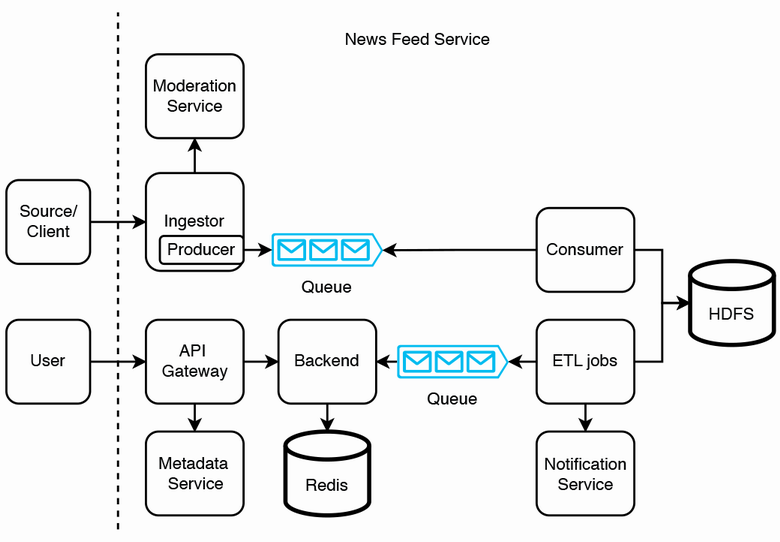 News Feed Service
Moderation
Service
Source/
Client
Ingestor
Producer
Queue
Consumer
HDFS
User
API
Gateway
Backend
Queue
ETL jobs
Metadata
Service
Redis
Notification
Service